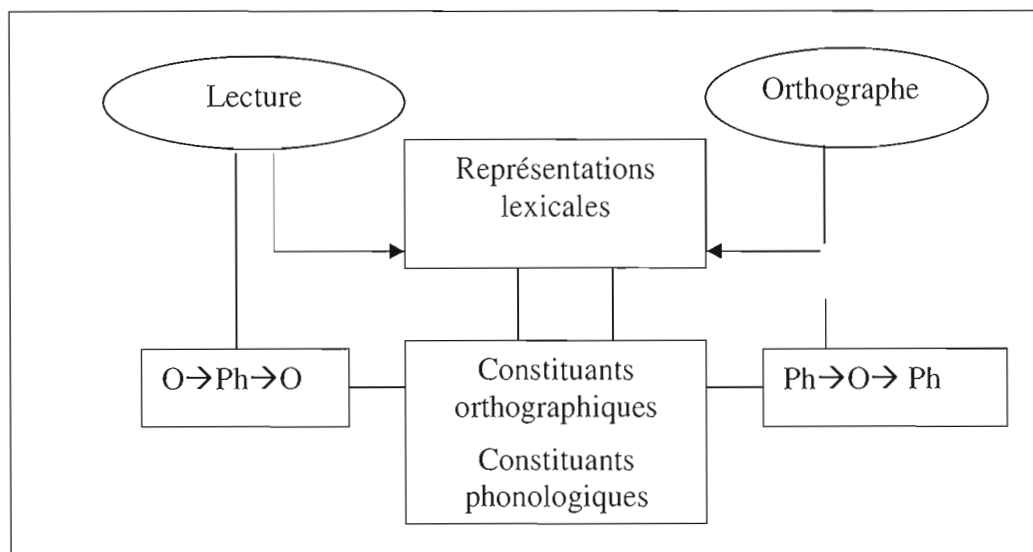 Lecture
Orthographe
Représentations
lexicales
O→Ph→O
Constituants
orthographiques
Constituants
phonologiques
Ph→O→ Ph